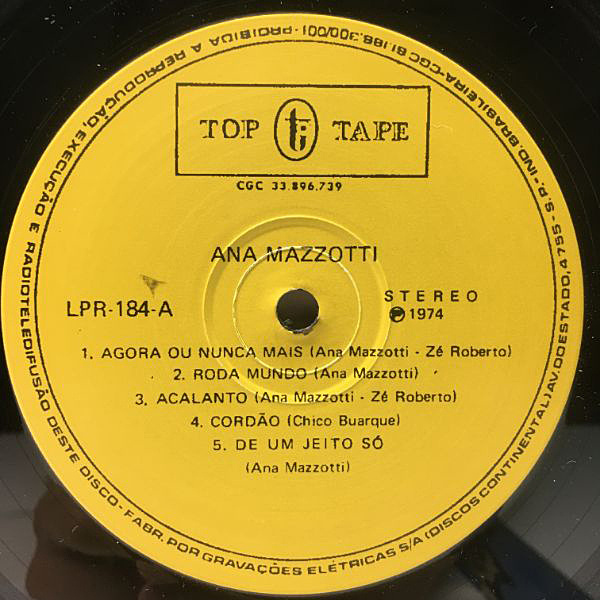 TOP ti TAPE
CGC 33.896.739
ANA MAZZOTTI
LPR-184-A
STEREO
Ⓟ 1974
1. AGORA OU NUNCA MAIS (Ana Mazzotti - Zé Roberto)
2. RODA MUNDO (Ana Mazzotti)
3. ACALANTO (Ana Mazzotti - Zé Roberto)
4. CORDÃO (Chico Buarque)
5. DE UM JEITO SÓ
(Ana Mazzotti)
PROIBIDA A REPRODUÇÃO, EXECUÇÃO E RADIOTELEDIFUSÃO DESTE DISCO - FABR. POR GRAVAÇÕES ELÉTRICAS S/A (DISCOS CONTINENTAL) AV. DO ESTADO, 4755 - S. P. - IND. BRASILEIRA - CGC 61.186.300/001 -